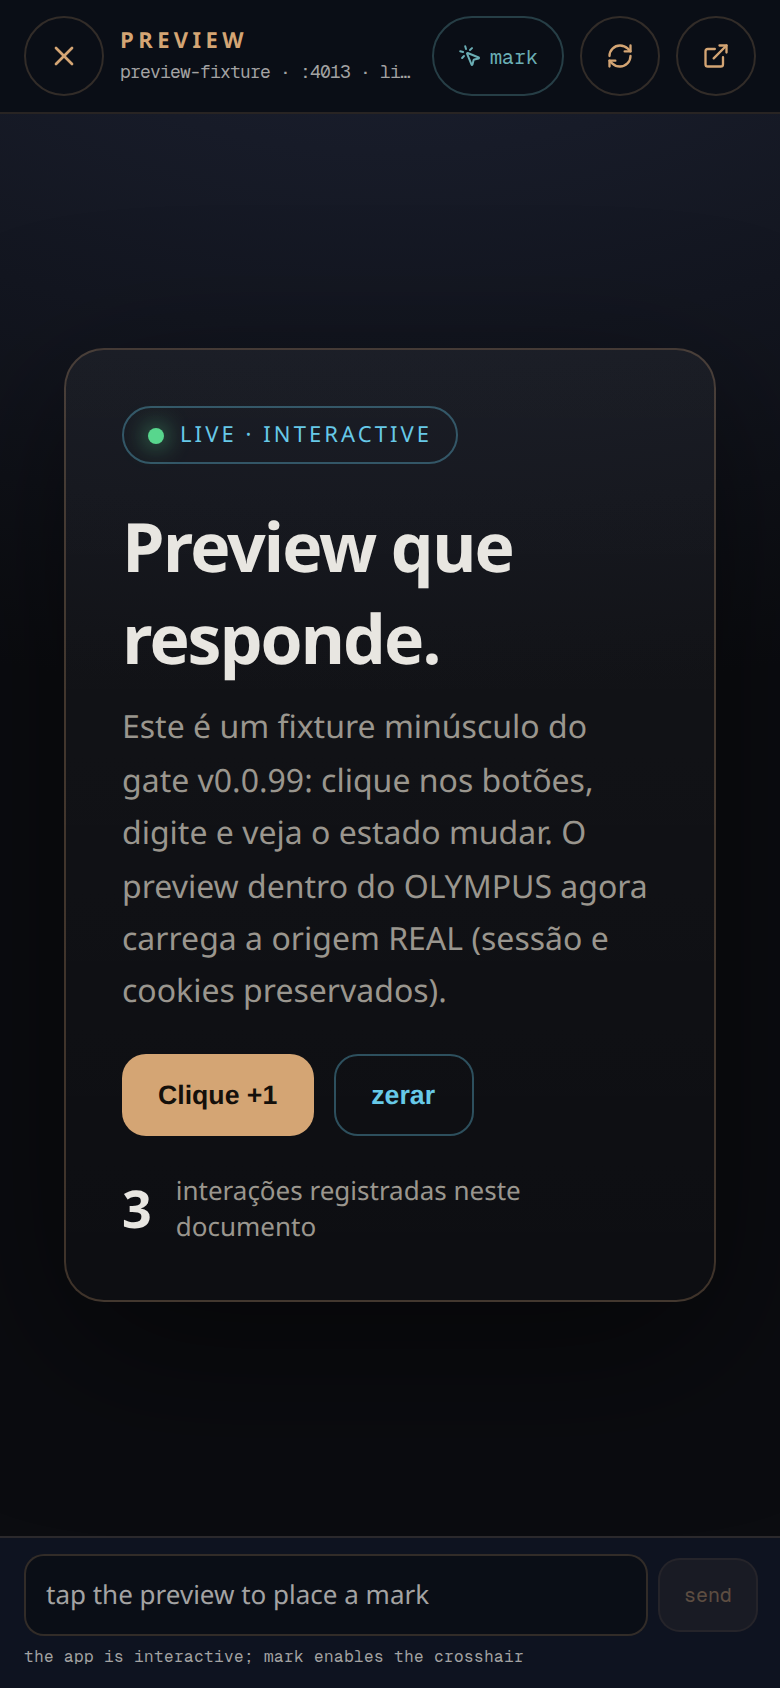 PREVIEW
preview-fixture · :4013 · li…
mark
LIVE · INTERACTIVE
Preview que
responde.
Este é um fixture minúsculo do
gate v0.0.99: clique nos botões,
digite e veja o estado mudar. O
preview dentro do OLYMPUS agora
carrega a origem REAL (sessão e
cookies preservados).
Clique +1
zerar
3
interações registradas neste
documento
tap the preview to place a mark
send
the app is interactive; mark enables the crosshair